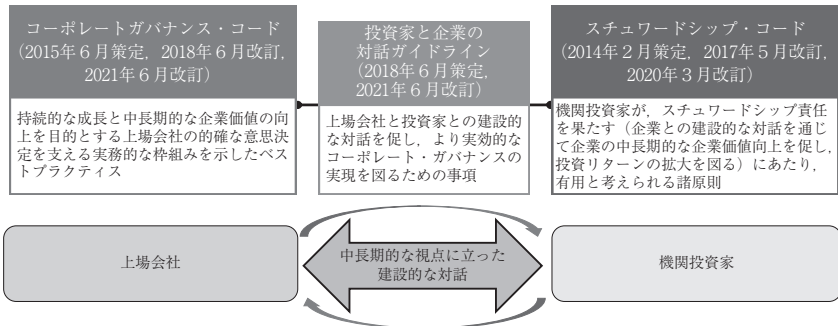 コーポレートガバナンス・コード
(2015年6月策定，2018年6月改訂，
2021年6月改訂)
持続的な成長と中長期的な企業価値の向
上を目的とする上場会社の的確な意思決
定を支える実務的な枠組みを示したベス
トプラクティス
投資家と企業の
対話ガイドライン
(2018年6月策定，
2021年6月改訂)
上場会社と投資家との建設的
な対話を促し，より実効的な
コーポレート・ガバナンスの
実現を図るための事項
スチュワードシップ・コード
(2014年2月策定，2017年5月改訂，
2020年3月改訂)
機関投資家が，スチュワードシップ責任
を果たす（企業との建設的な対話を通じ
て企業の中長期的な企業価値向上を促し，
投資リターンの拡大を図る）にあたり，
有用と考えられる諸原則
上場会社
中長期的な視点に立った
建設的な対話
機関投資家